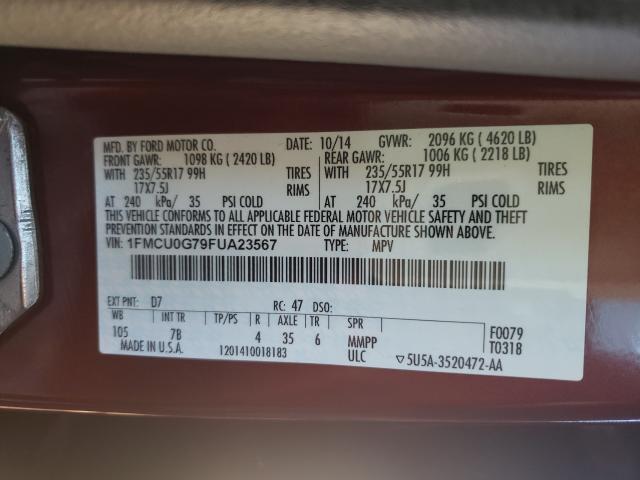 MFD. BY FORD MOTOR CO. DATE: 10/14 GVWR: 2096 KG ( 4620 LB)
FRONT GAWR: 1098 KG ( 2420 LB) REAR GAWR: 1006 KG ( 2218 LB)
WITH 235/55R17 99H TIRES WITH 235/55R17 99H TIRES
17X7.5J RIMS 17X7.5J RIMS
AT 240 kPa/ 35 PSI COLD AT 240 kPa/ 35 PSI COLD
THIS VEHICLE CONFORMS TO ALL APPLICABLE FEDERAL MOTOR VEHICLE SAFETY AND THEFT
PREVENTION STANDARDS IN EFFECT ON THE DATE OF MANUFACTURE SHOWN ABOVE.
VIN: 1FMCU0G79FUA23567 TYPE: MPV
EXT PNT: D7 RC: 47 DSO:
WB INT TR TP/PS R AXLE TR SPR F0079
105 7B 4 35 6 MMPP T0318
MADE IN U.S.A. 1201410018183 ULC ▽5U5A-3520472-AA